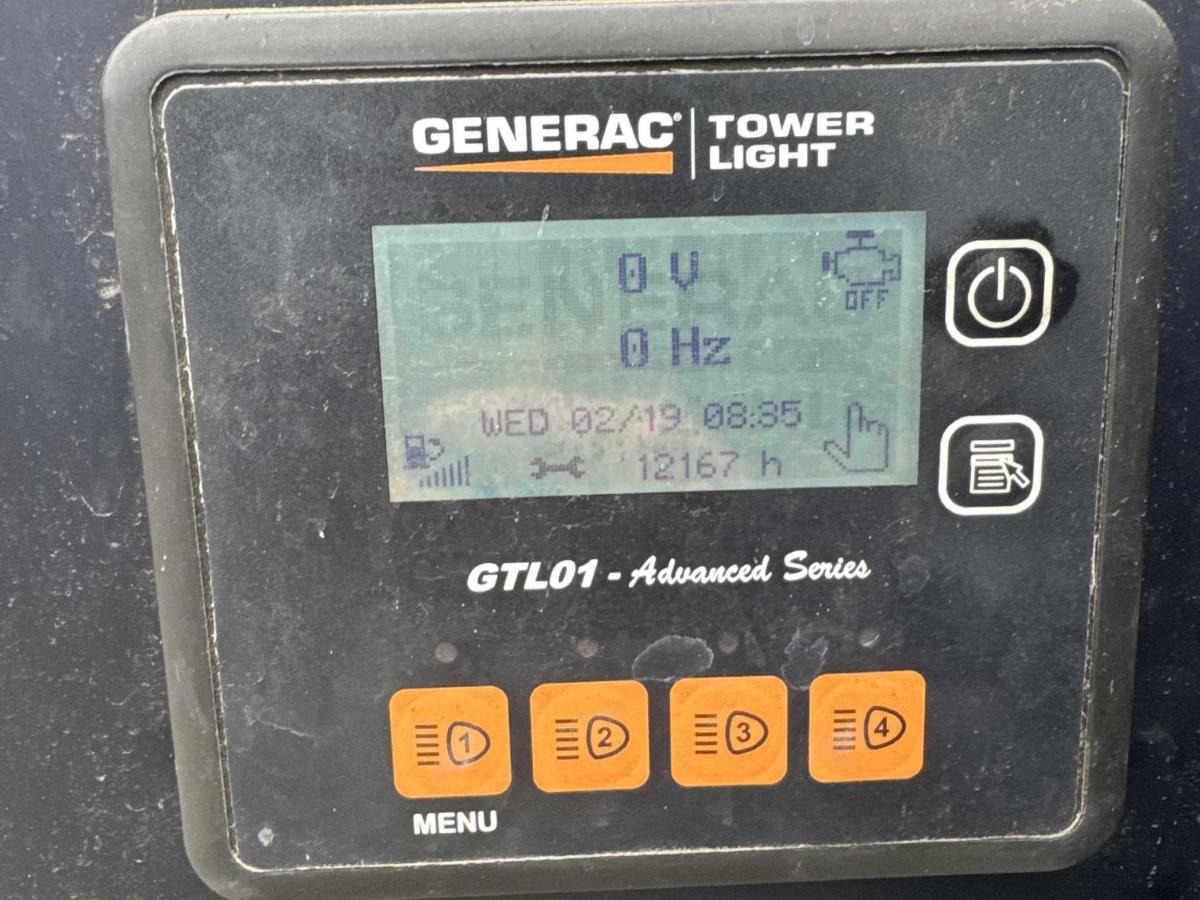 GENERAC®
TOWER
LIGHT
0 V
OFF
0 Hz
WED 02/19 08:35
12167 h
GTL01 - Advanced Series
1
2
3
4
MENU